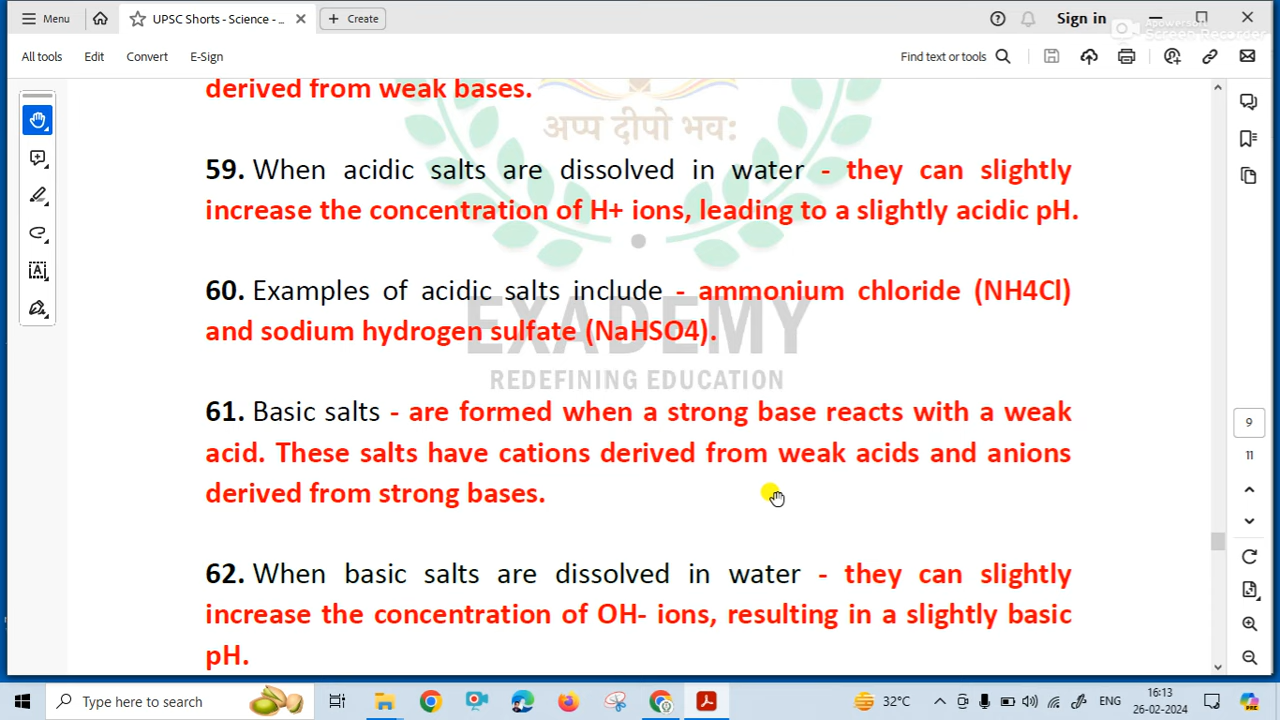 Menu
UPSC Shorts - Science - ...
Create
Sign in
Apowersoft
Screen Recorder
All tools
Edit
Convert
E-Sign
Find text or tools
derived from weak bases.
अप्प दीपो भव:
59. When acidic salts are dissolved in water - they can slightly
increase the concentration of H+ ions, leading to a slightly acidic pH.
60. Examples of acidic salts include - ammonium chloride (NH4Cl)
and sodium hydrogen sulfate (NaHSO4).
EXADEMY
REDEFINING EDUCATION
61. Basic salts - are formed when a strong base reacts with a weak
acid. These salts have cations derived from weak acids and anions
derived from strong bases.
62. When basic salts are dissolved in water - they can slightly
increase the concentration of OH- ions, resulting in a slightly basic
pH.
9
11
Type here to search
32°C
ENG
16:13
26-02-2024
PRE